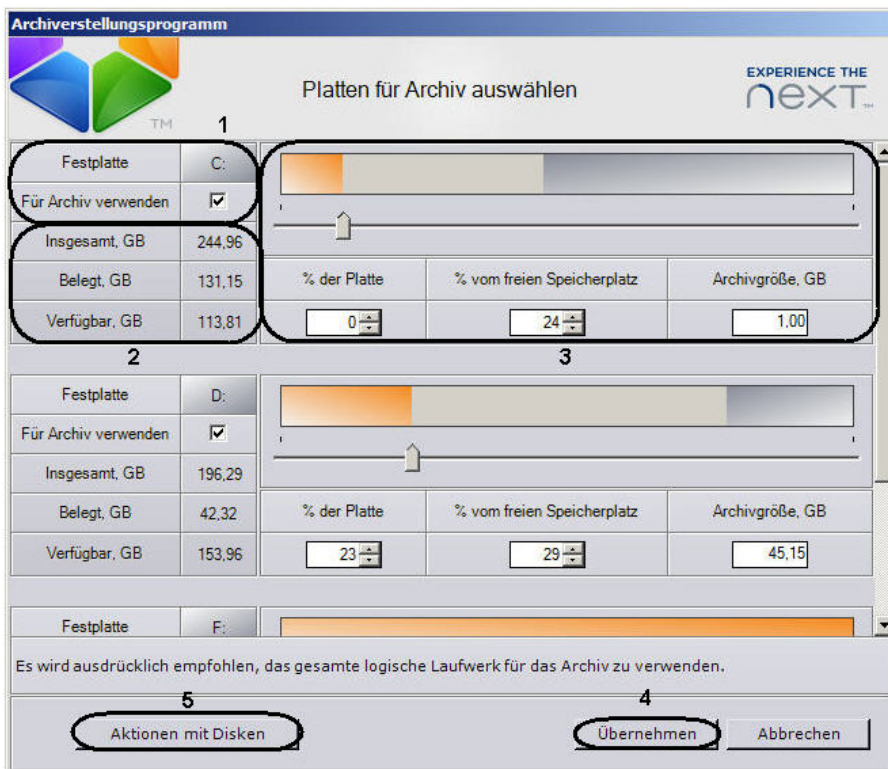 Archiverstellungsprogramm
TM
Platten für Archiv auswählen
EXPERIENCE THE
next™
1
Festplatte C:
Für Archiv verwenden
Insgesamt, GB 244,96
Belegt, GB 131,15
Verfügbar, GB 113,81
2
% der Platte % vom freien Speicherplatz Archivgröße, GB
0 24 1,00
3
Festplatte D:
Für Archiv verwenden
Insgesamt, GB 196,29
Belegt, GB 42,32
Verfügbar, GB 153,96
% der Platte % vom freien Speicherplatz Archivgröße, GB
23 29 45,15
Festplatte F:
Es wird ausdrücklich empfohlen, das gesamte logische Laufwerk für das Archiv zu verwenden.
5
4
Aktionen mit Disken
Übernehmen
Abbrechen